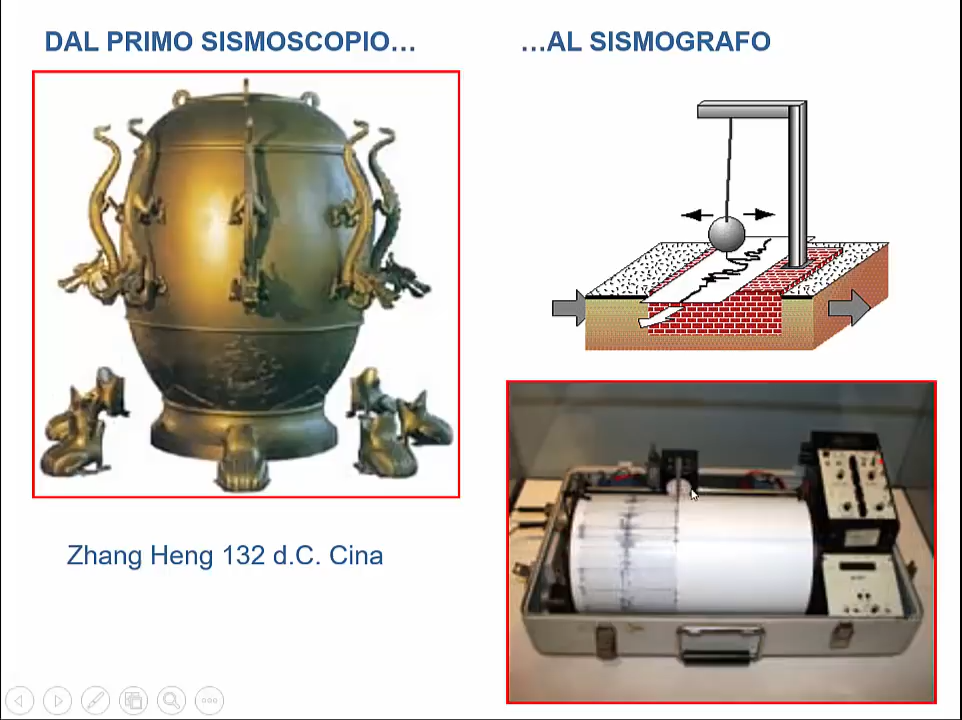 DAL PRIMO SISMOSCOPIO…
…AL SISMOGRAFO
Zhang Heng 132 d.C. Cina